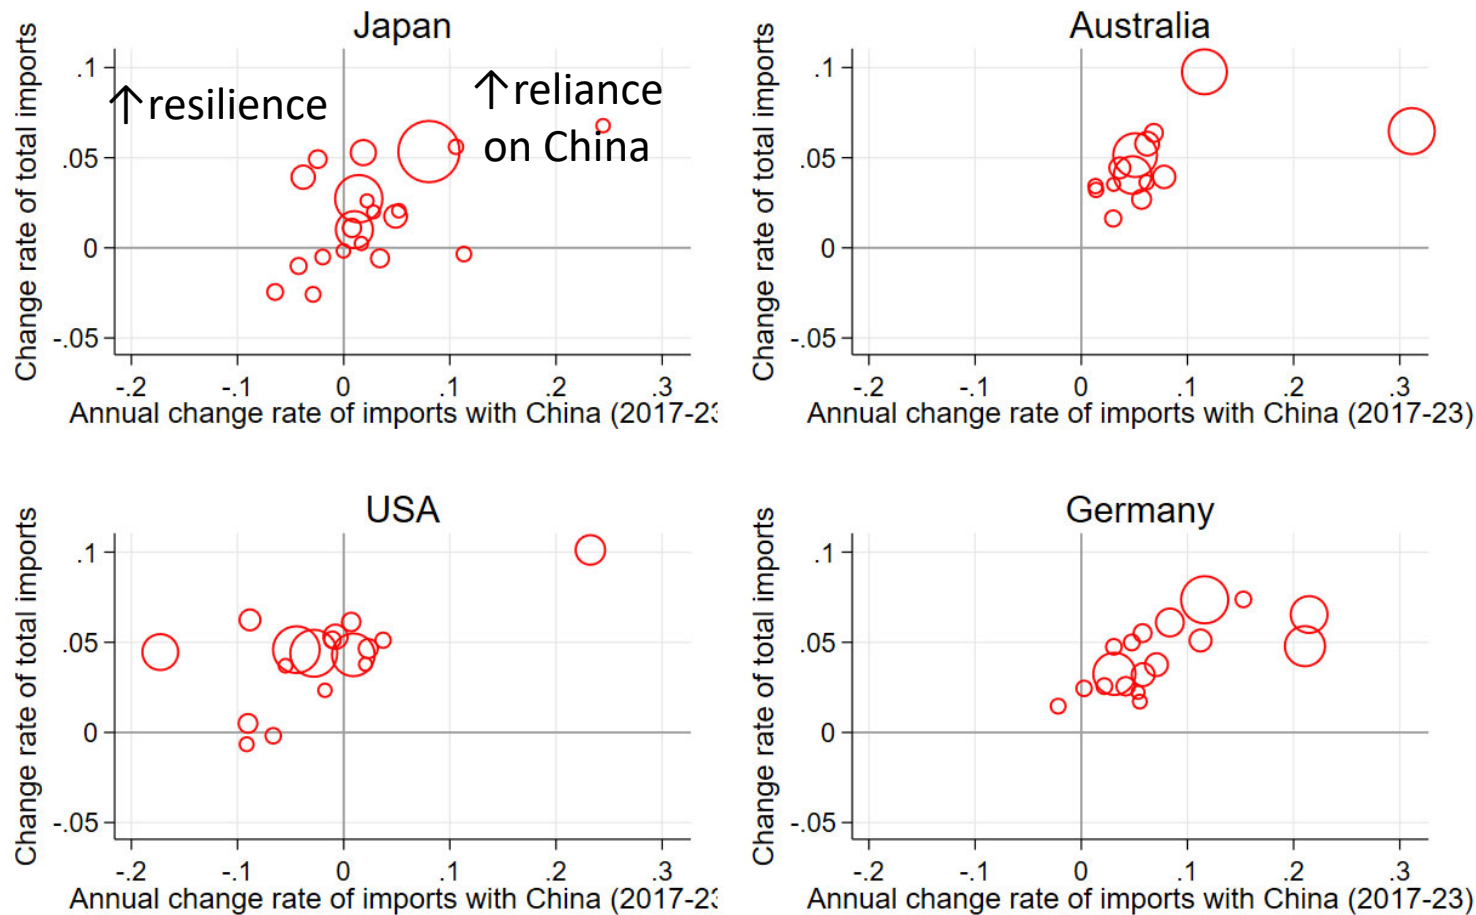 Japan
Change rate of total imports
.1
.05
0
-.05
↑resilience
↑reliance
on China
-.2 -.1 0 .1 .2 .3
Annual change rate of imports with China (2017-23
Australia
Change rate of total imports
.1
.05
0
-.05
-.2 -.1 0 .1 .2 .3
Annual change rate of imports with China (2017-23)
USA
Change rate of total imports
.1
.05
0
-.05
-.2 -.1 0 .1 .2 .3
Annual change rate of imports with China (2017-23
Germany
Change rate of total imports
.1
.05
0
-.05
-.2 -.1 0 .1 .2 .3
Annual change rate of imports with China (2017-23)